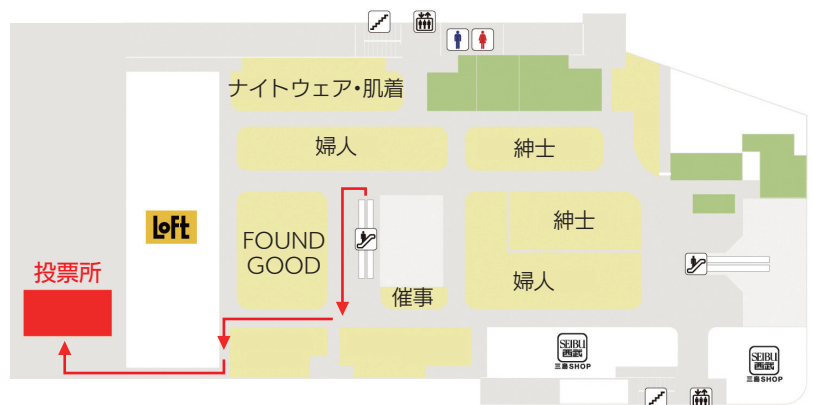 ナイトウェア・肌着
婦人
紳士
LOFT
FOUND
GOOD
紳士
婦人
催事
投票所
SEIBU
西武
三島SHOP
SEIBU
西武
三島SHOP